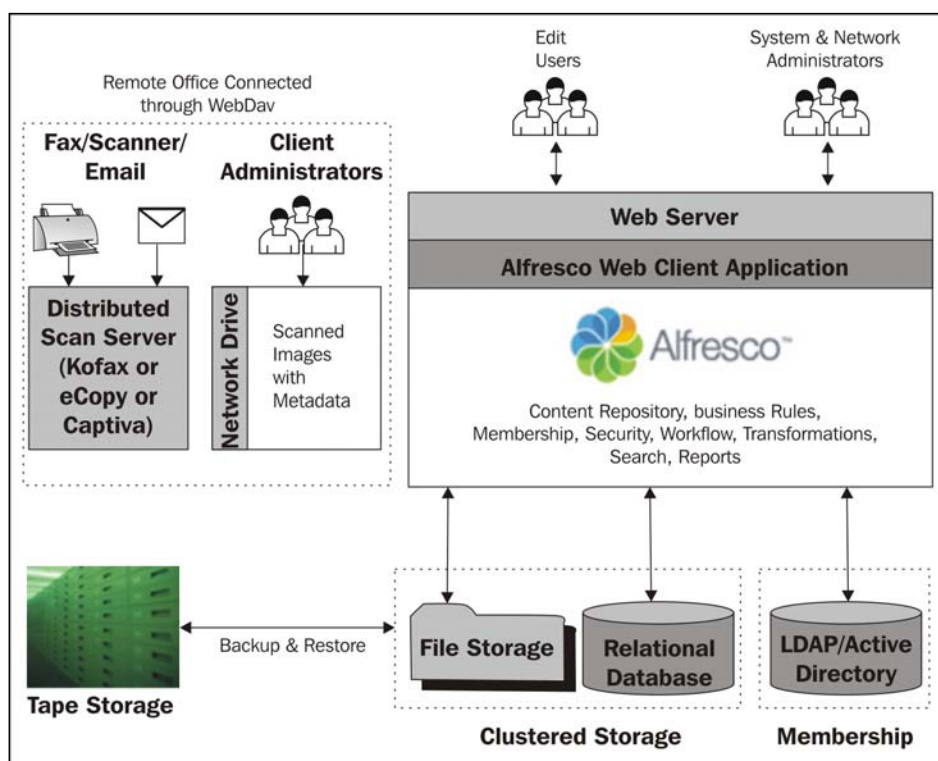 Remote Office Connected
through WebDav
Fax/Scanner/
Email
Client
Administrators
Distributed
Scan Server
(Kofax or
eCopy or
Captiva)
Network Drive
Scanned
Images
with
Metadata
Edit
Users
System & Network
Administrators
Web Server
Alfresco Web Client Application
Alfresco™
Content Repository, business Rules,
Membership, Security, Workflow, Transformations,
Search, Reports
Backup & Restore
Tape Storage
File Storage
Relational
Database
Clustered Storage
LDAP/Active
Directory
Membership